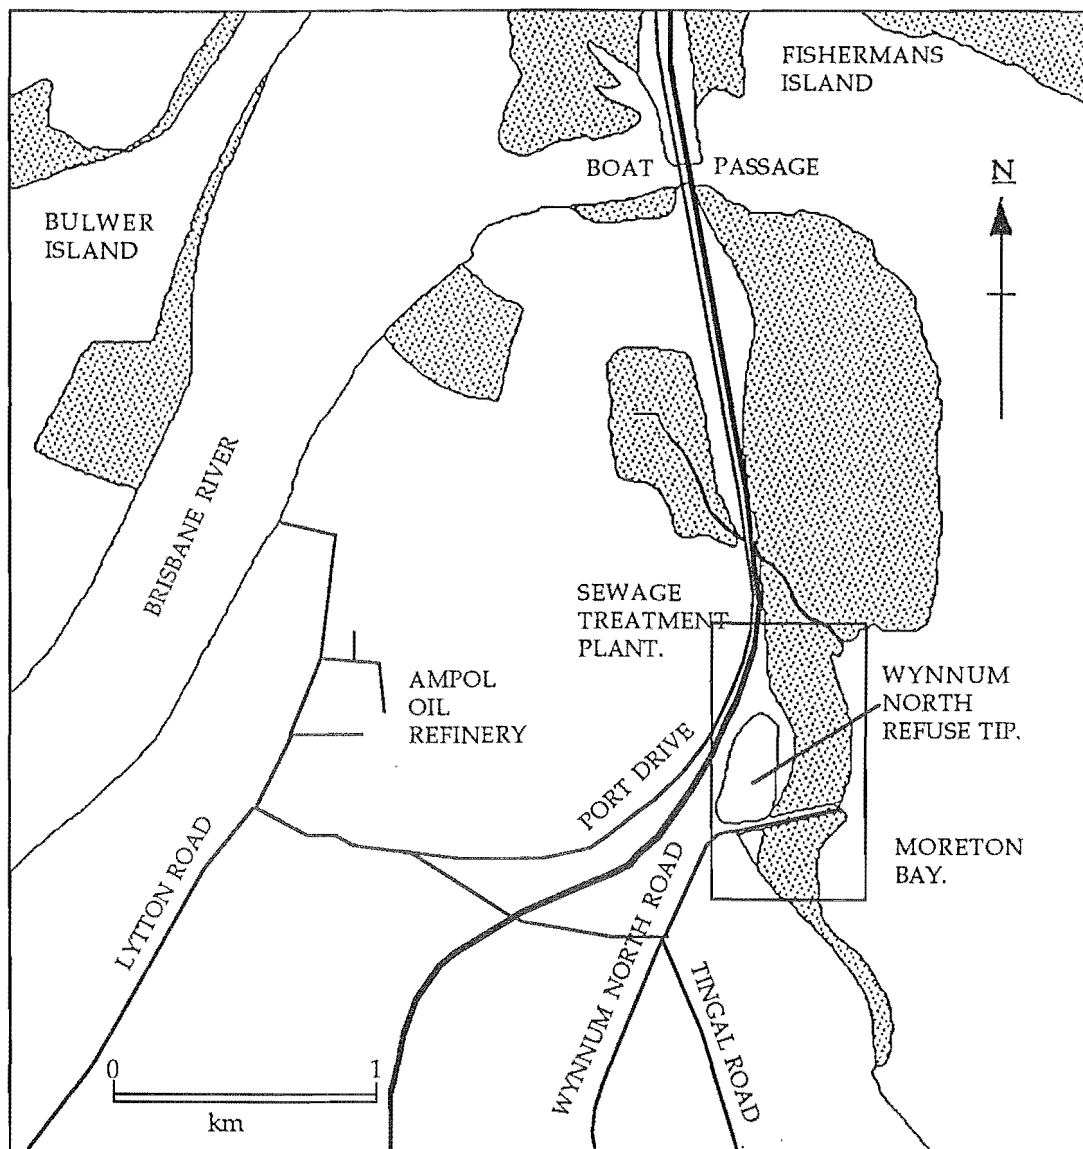 FISHERMANS
ISLAND
BOAT PASSAGE
N
BULWER
ISLAND
BRISBANE RIVER
SEWAGE
TREATMENT
PLANT.
WYNNUM
NORTH
REFUSE TIP.
AMPOL
OIL
REFINERY
PORT DRIVE
MORETON
BAY.
LYTTON ROAD
WYNNUM NORTH ROAD
TINGAL ROAD
0 1
km